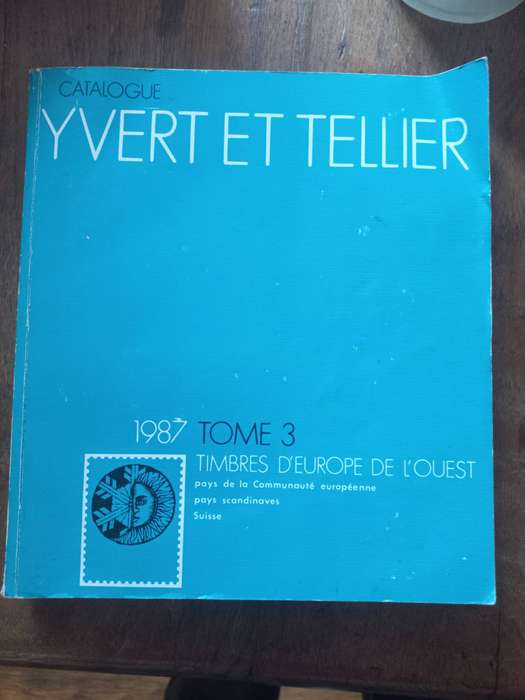 CATALOGUE
YVERT ET TELLIER
1987 TOME 3
TIMBRES D'EUROPE DE L'OUEST
pays de la Communauté européenne
pays scandinaves
Suisse